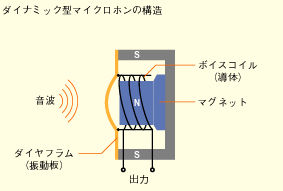 ダイナミック型マイクロホンの構造
S
ボイスコイル
(導体)
音波
N
マグネット
ダイヤフラム
(振動板)
S
出力